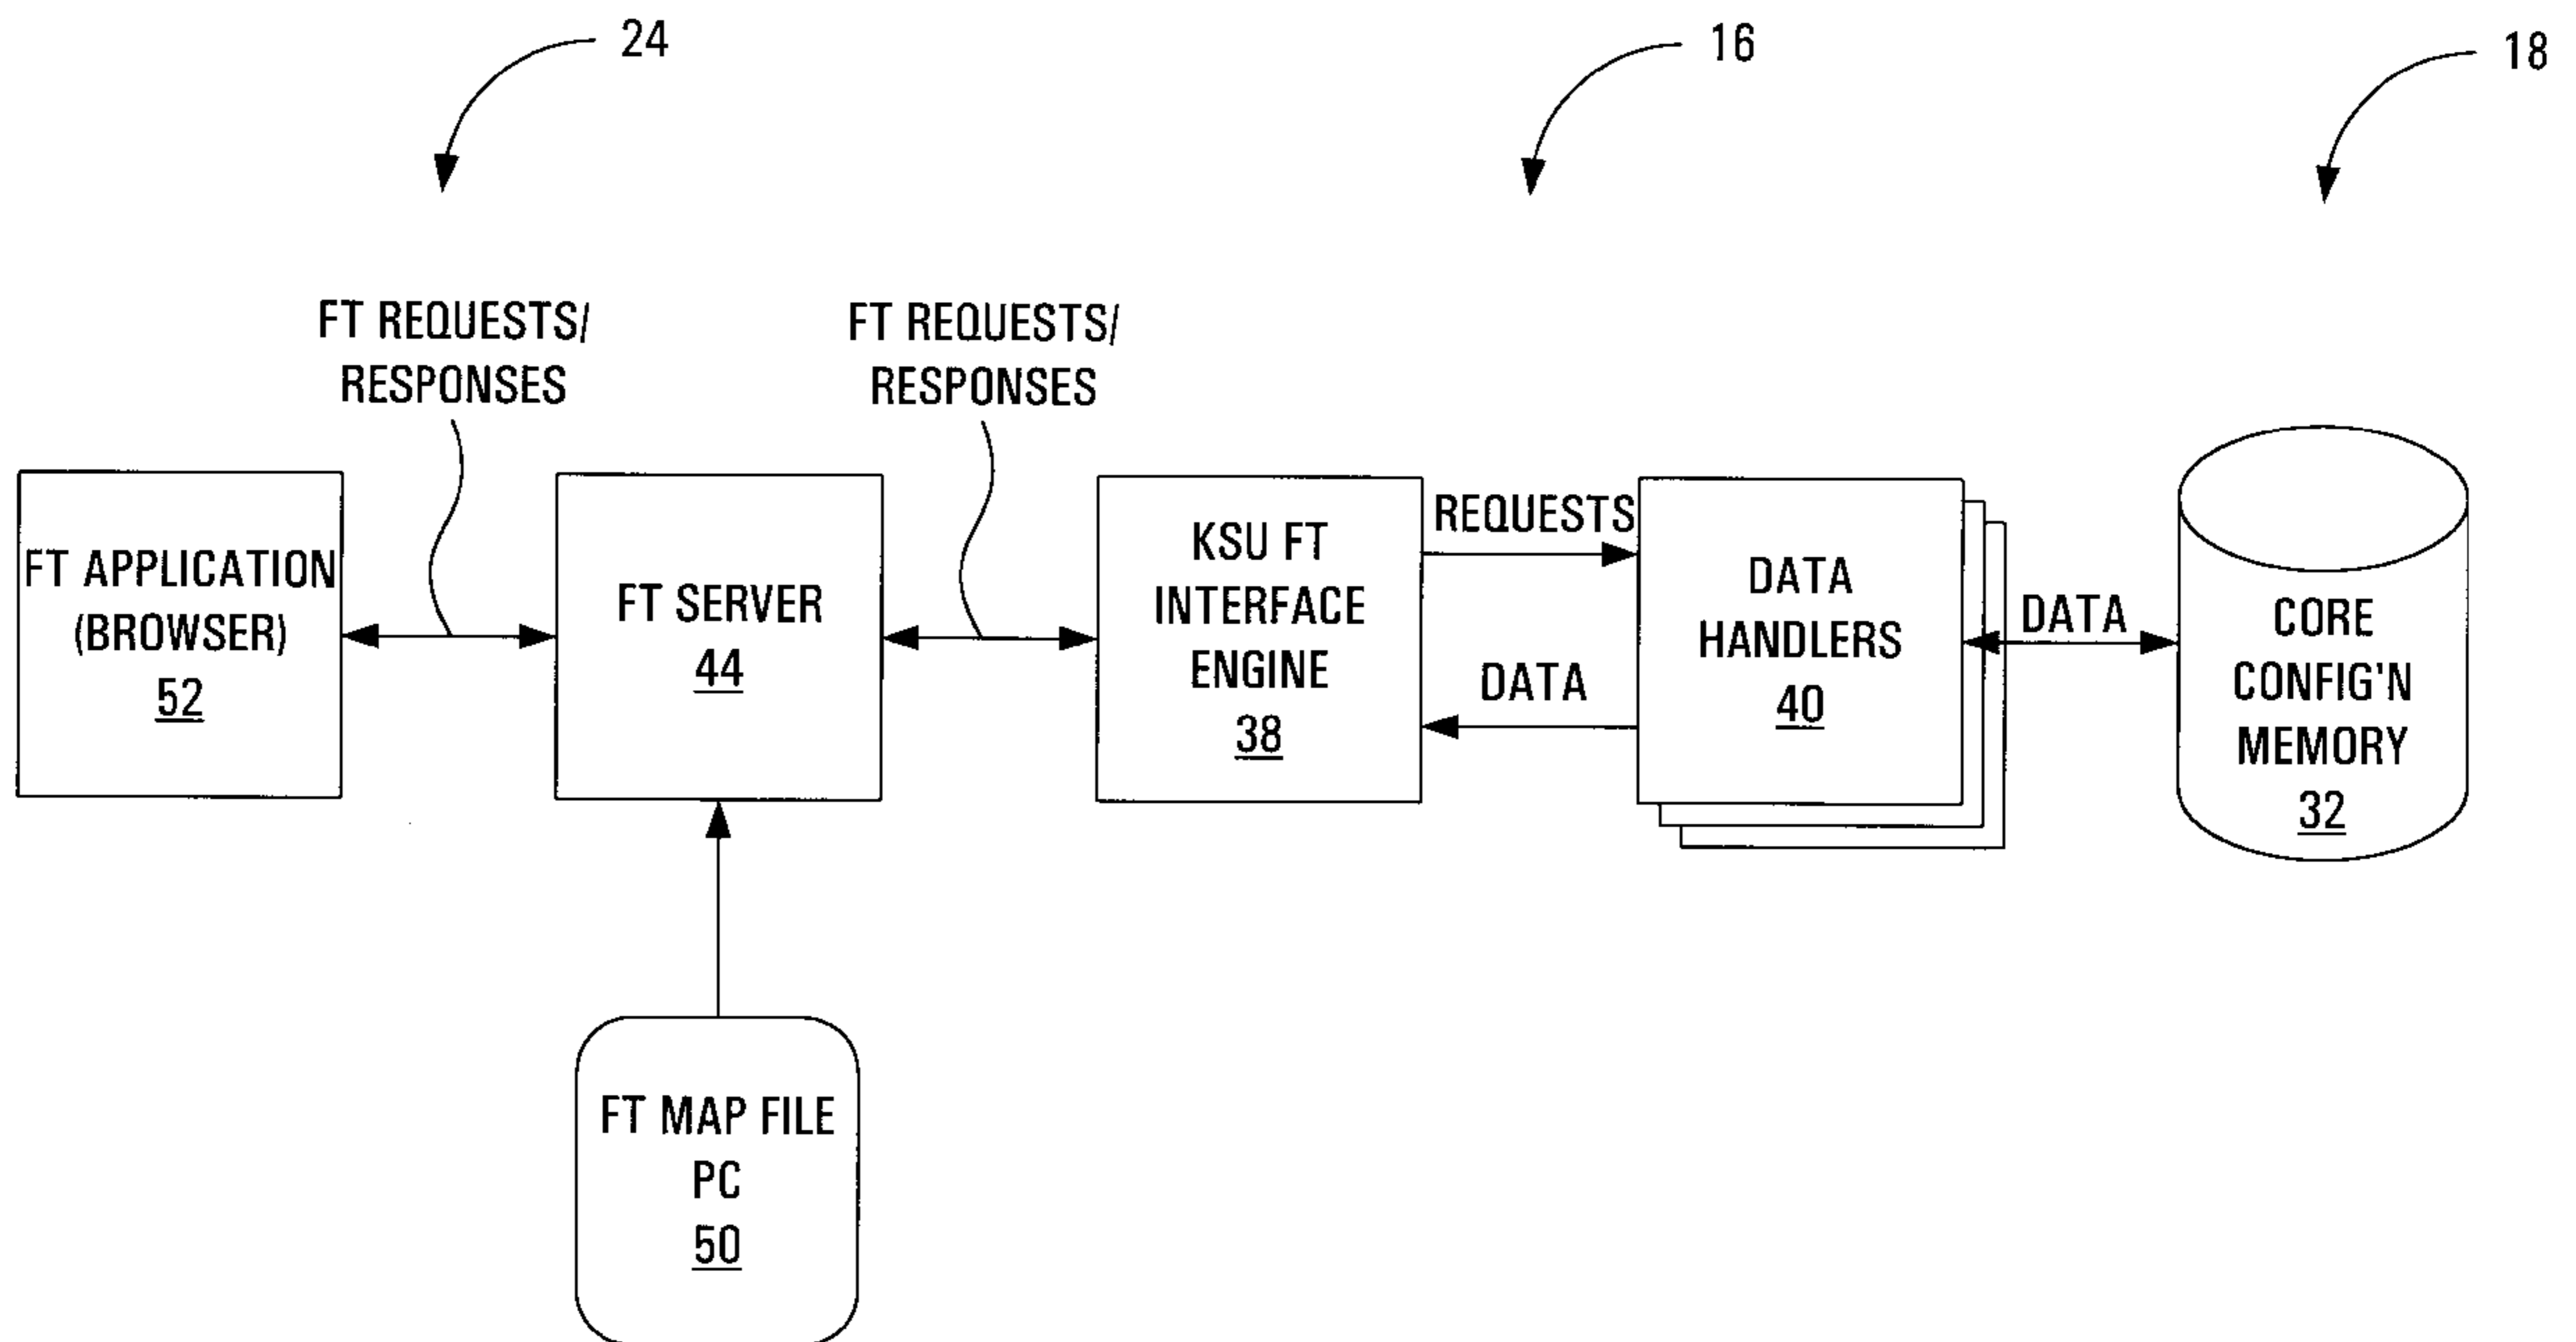 24
16
18
FT REQUESTS/
RESPONSES
FT REQUESTS/
RESPONSES
FT APPLICATION
(BROWSER)
52
FT SERVER
44
KSU FT
INTERFACE
ENGINE
38
REQUESTS
DATA
DATA
HANDLERS
40
DATA
CORE
CONFIG'N
MEMORY
32
FT MAP FILE
PC
50